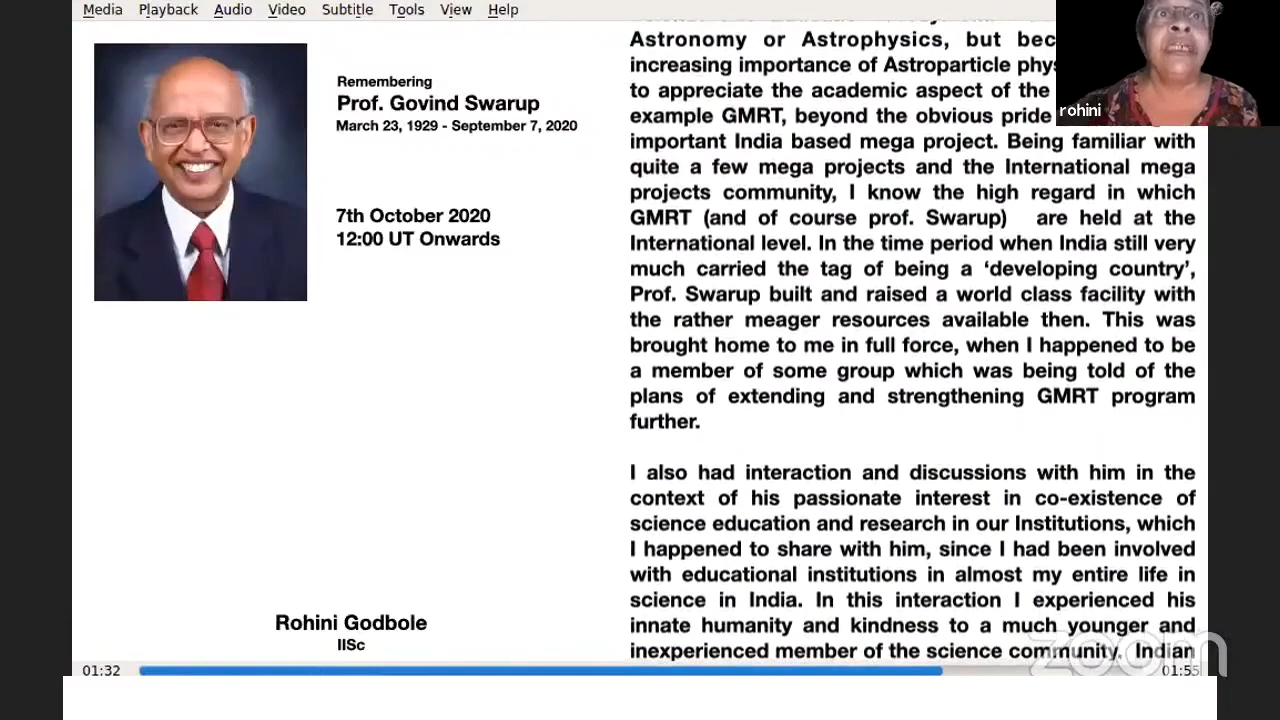 Media Playback Audio Video Subtitle Tools View Help
Remembering
Prof. Govind Swarup
March 23, 1929 - September 7, 2020
7th October 2020
12:00 UT Onwards
Rohini Godbole
IISc
Astronomy or Astrophysics, but bec
increasing importance of Astroparticle phys
to appreciate the academic aspect of the
example GMRT, beyond the obvious pride
important India based mega project. Being familiar with
quite a few mega projects and the International mega
projects community, I know the high regard in which
GMRT (and of course prof. Swarup) are held at the
International level. In the time period when India still very
much carried the tag of being a ‘developing country’,
Prof. Swarup built and raised a world class facility with
the rather meager resources available then. This was
brought home to me in full force, when I happened to be
a member of some group which was being told of the
plans of extending and strengthening GMRT program
further.
I also had interaction and discussions with him in the
context of his passionate interest in co-existence of
science education and research in our Institutions, which
I happened to share with him, since I had been involved
with educational institutions in almost my entire life in
science in India. In this interaction I experienced his
innate humanity and kindness to a much younger and
inexperienced member of the science community. Indian
rohini
zoom
01:32
01:55